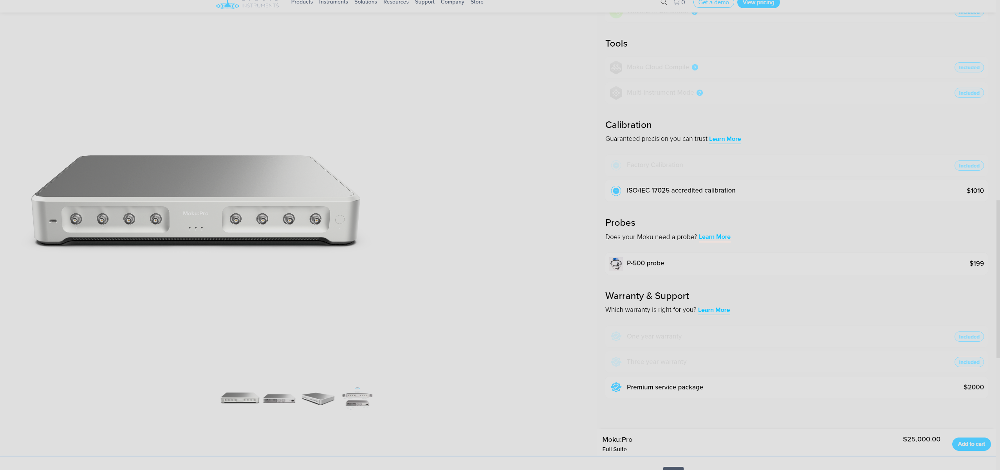 INSTRUMENTS
Products Instruments Solutions Resources Support Company Store
0
Get a demo
View pricing
Waveform Generator ? Included
Tools
Moku Cloud Compile ? Included
Multi-instrument Mode ? Included
Calibration
Guaranteed precision you can trust Learn More
Factory Calibration Included
ISO/IEC 17025 accredited calibration $1010
Moku:Pro
Probes
Does your Moku need a probe? Learn More
P-500 probe $199
Warranty & Support
Which warranty is right for you? Learn More
One year warranty Included
Three year warranty Included
Premium service package $2000
Moku:Pro $25,000.00
Full Suite
Add to cart